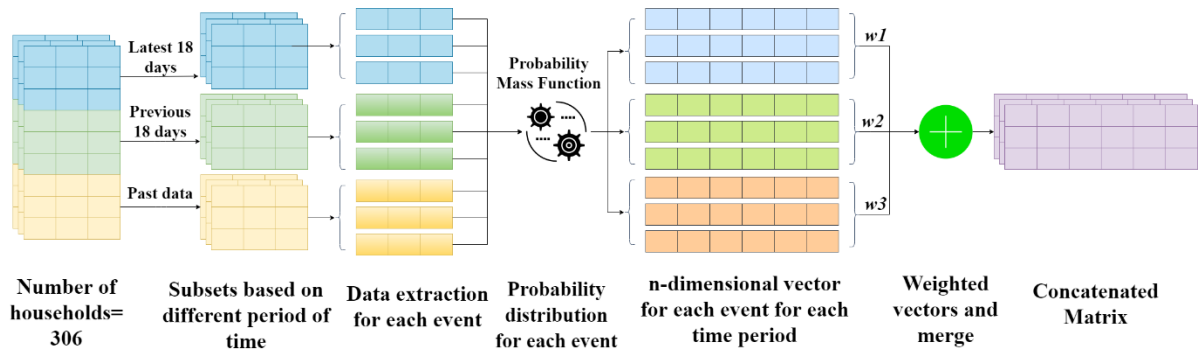 Latest 18
days
Previous
18 days
Past data
Probability
Mass Function
w1
w2
w3
Number of
households=
306
Subsets based on
different period of
time
Data extraction
for each event
Probability
distribution
for each event
n-dimensional vector
for each event for each
time period
Weighted
vectors and
merge
Concatenated
Matrix